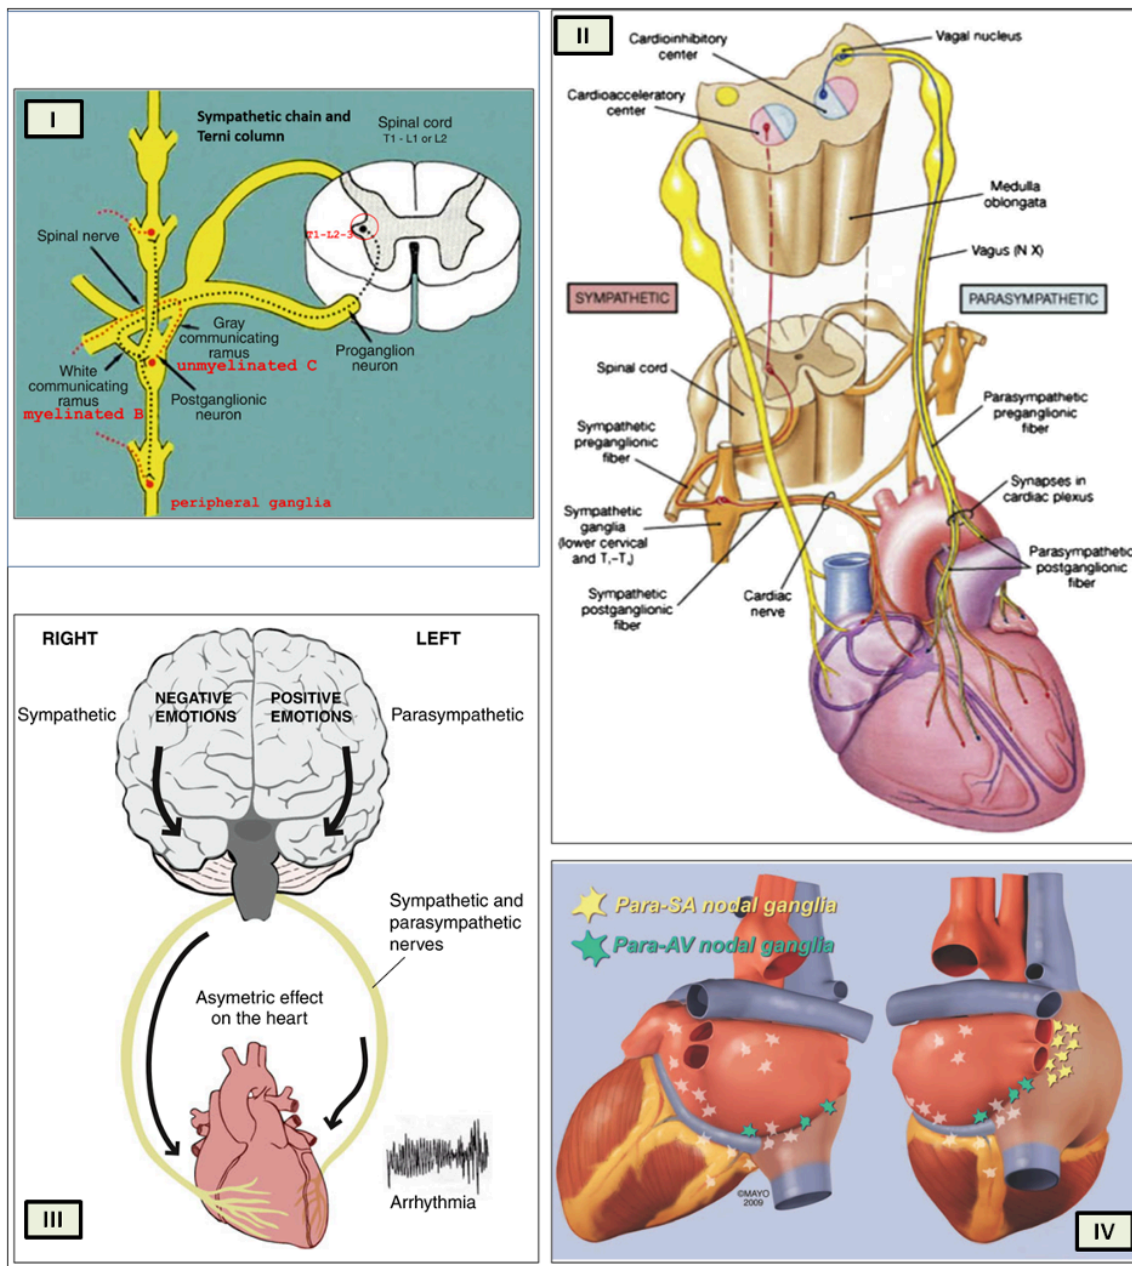 I
Sympathetic chain and
Terni column
Spinal cord
T1 - L1 or L2
T1-L2-3
Spinal nerve
Gray
communicating
ramus
unmyelinated C
White
communicating
ramus
myelinated B
Postganglionic
neuron
Proganglion
neuron
peripheral ganglia
II
Cardioinhibitory
center
Vagal nucleus
Cardioacceleratory
center
Medulla
oblongata
Vagus (N X)
SYMPATHETIC
PARASYMPATHETIC
Spinal cord
Sympathetic
preganglionic
fiber
Parasympathetic
preganglionic
fiber
Synapses in
cardiac plexus
Sympathetic
ganglia
(lower cervical
and T₁–T₄)
Parasympathetic
postganglionic
fiber
Sympathetic
postganglionic
fiber
Cardiac
nerve
RIGHT
LEFT
NEGATIVE
EMOTIONS
POSITIVE
EMOTIONS
Sympathetic
Parasympathetic
Sympathetic and
parasympathetic
nerves
Asymetric effect
on the heart
Arrhythmia
III
Para-SA nodal ganglia
Para-AV nodal ganglia
©MAYO
2009
IV